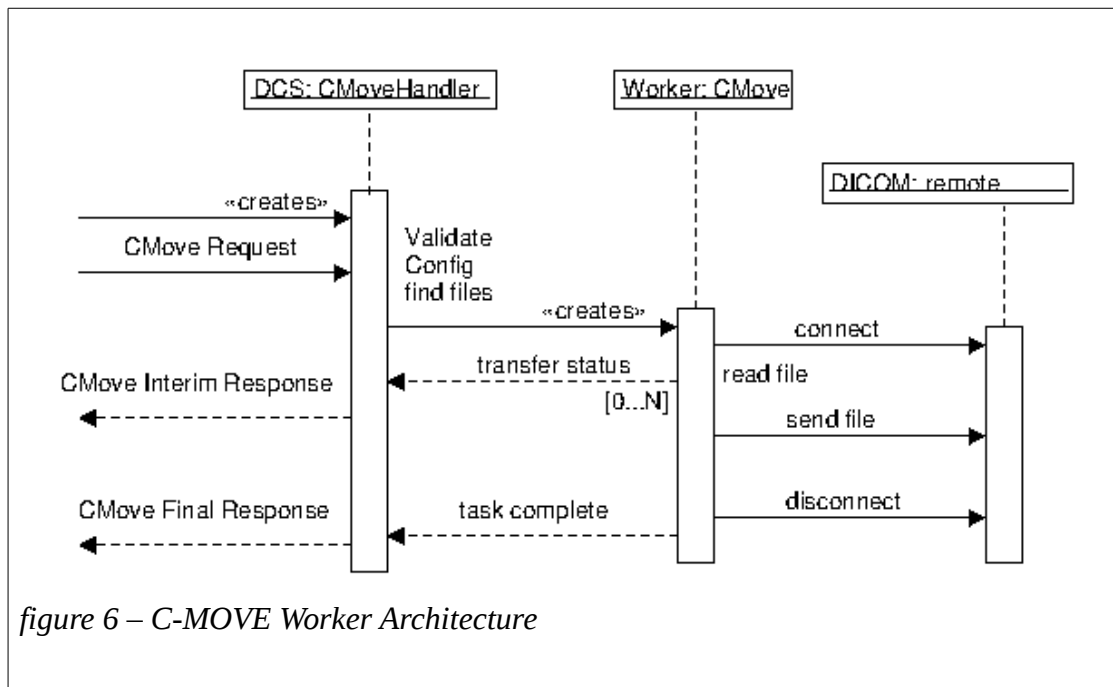 DCS: CMoveHandler
Worker: CMove
DICOM: remote
«creates»
CMove Request
Validate
Config
find files
«creates»
connect
transfer status
read file
CMove Interim Response
[0...N]
send file
CMove Final Response
task complete
disconnect
figure 6 – C-MOVE Worker Architecture